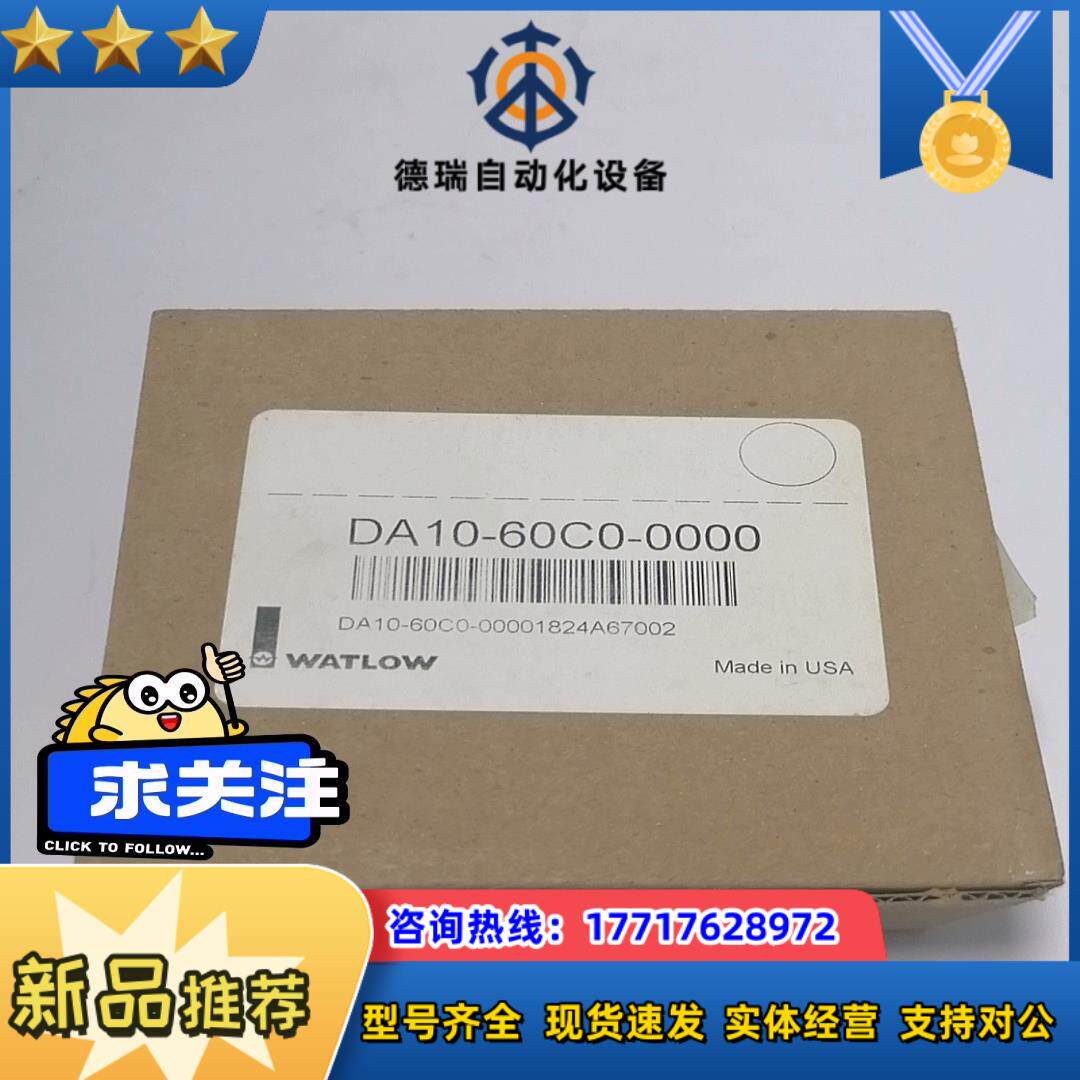 德瑞自动化设备
DA10-60C0-0000
DA10-60C0-00001824A67002
WATLOW
Made in USA
求关注
CLICK TO FOLLOW...
咨询热线：17717628972
新品推荐
型号齐全 现货速发 实体经营 支持对公